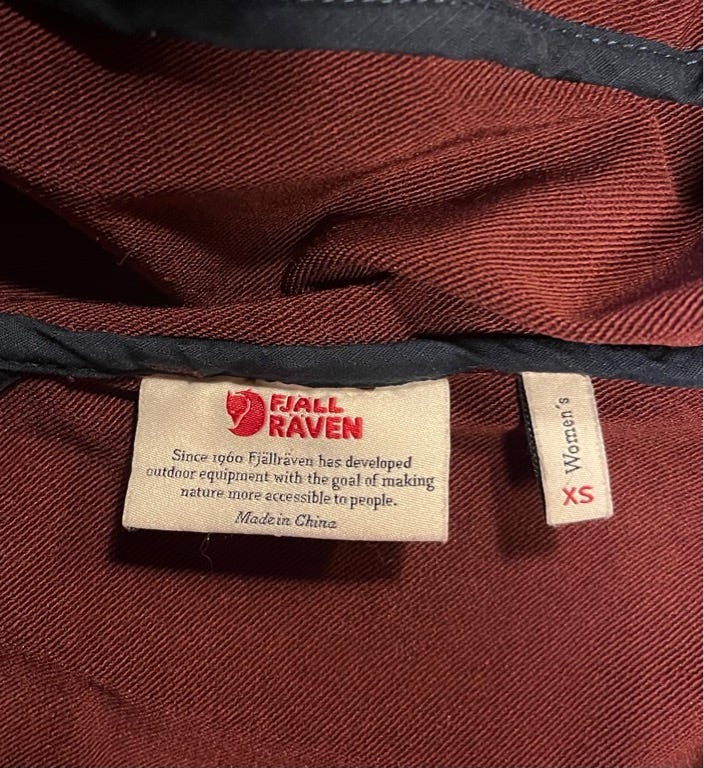 FJÄLL
RÄVEN
Since 1960 Fjällräven has developed
outdoor equipment with the goal of making
nature more accessible to people.
Made in China
Women's
XS